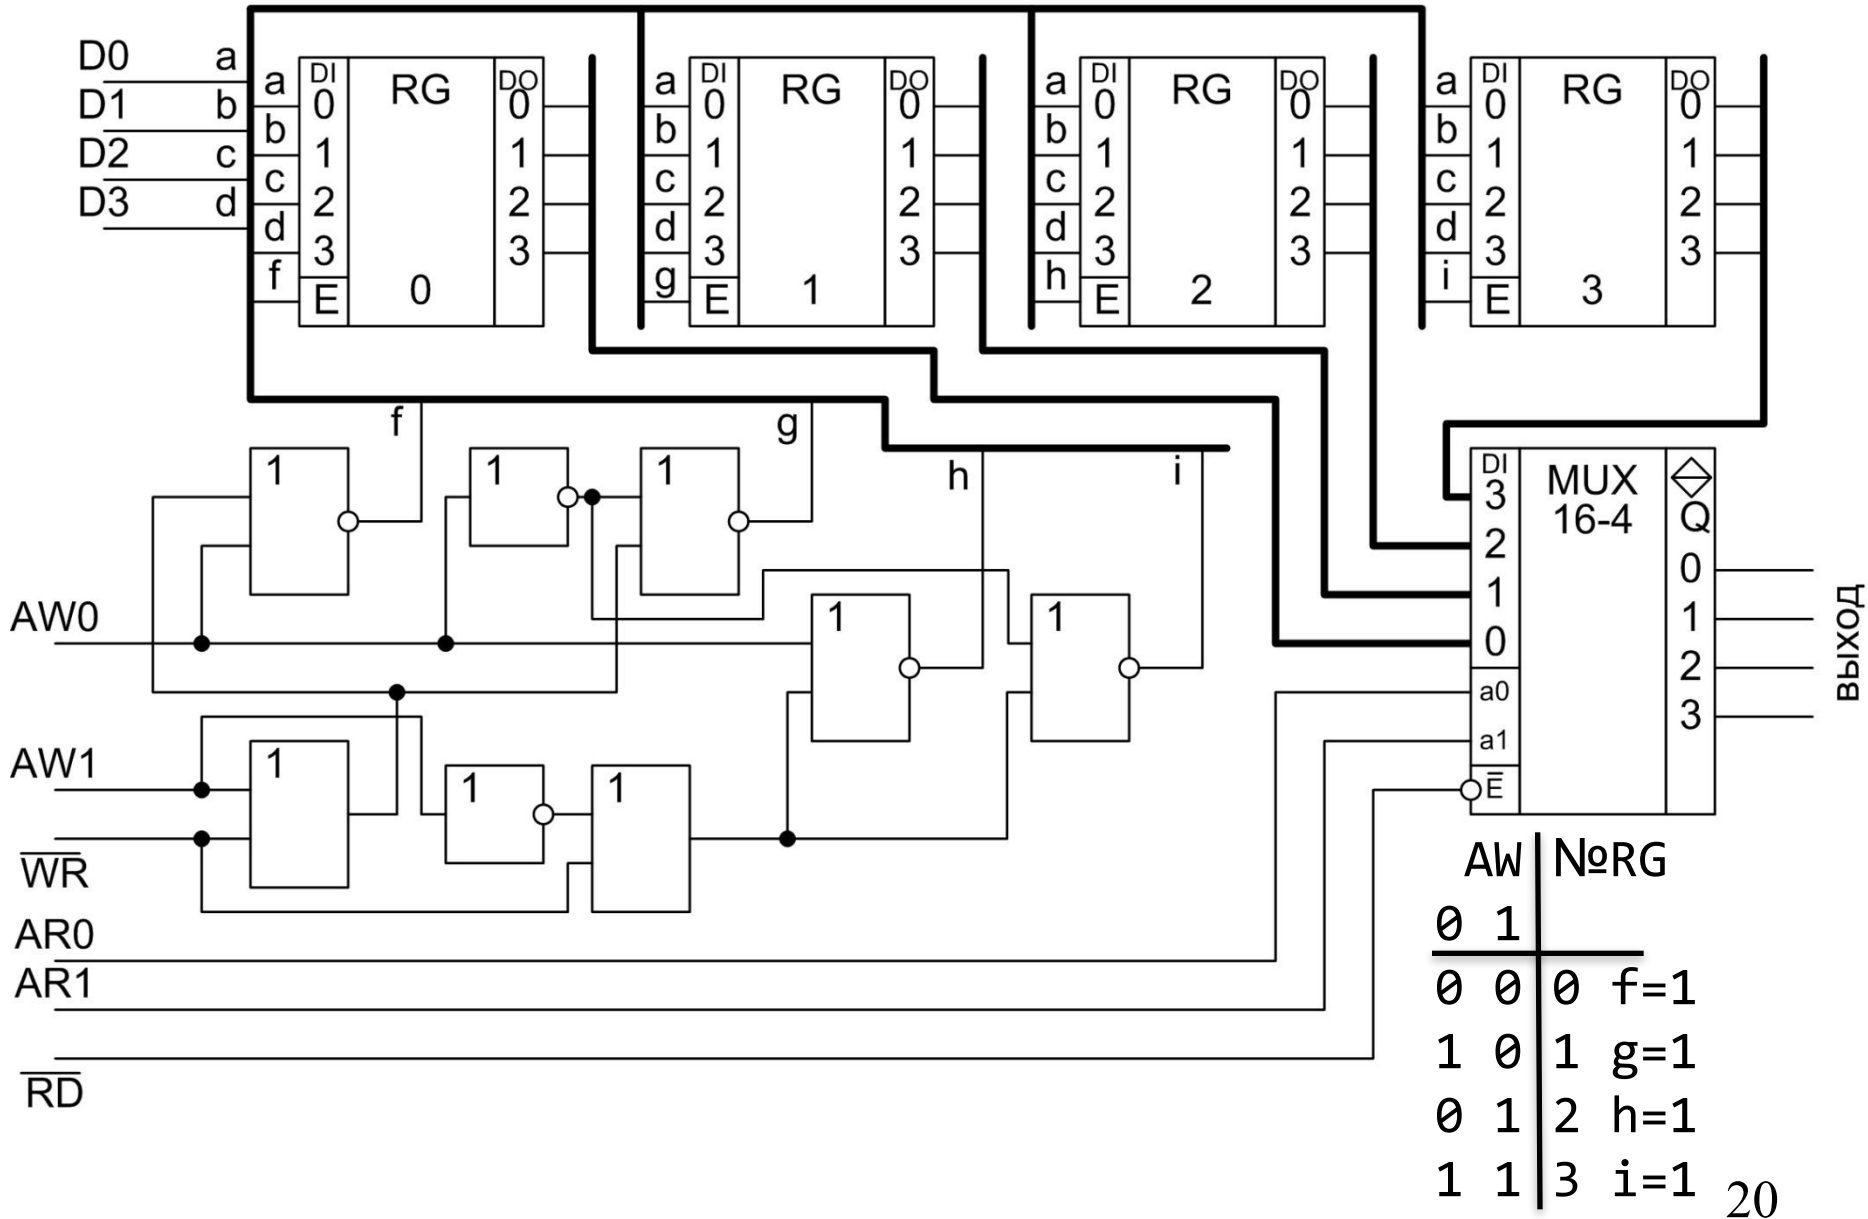 D0 a
D1 b
D2 c
D3 d
a DI 0 RG DO 0
b 1 1
c 2 2
d 3 3
f E 0
a DI 0 RG DO 0
b 1 1
c 2 2
d 3 3
g E 1
a DI 0 RG DO 0
b 1 1
c 2 2
d 3 3
h E 2
a DI 0 RG DO 0
b 1 1
c 2 2
d 3 3
i E 3
f
g
h
i
1
1
1
1
1
AW0
AW1
1
1
1
W̅R̅
AR0
AR1
R̅D̅
DI MUX
3 16-4 Q
2 0
1 1
0 2
a0 3
a1
E̅
выход
AW №RG
0 1
0 0 0 f=1
1 0 1 g=1
0 1 2 h=1
1 1 3 i=1
20